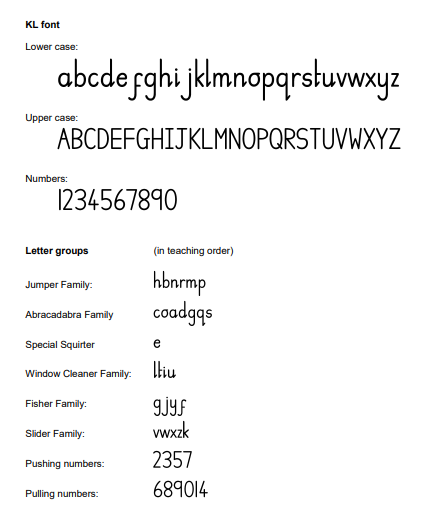 KL font
Lower case:
abcdefghijklmnopqrstuvwxyz
Upper case:
ABCDEFGHIJKLMNOPQRSTUVWXYZ
Numbers:
1234567890
Letter groups (in teaching order)
Jumper Family: hbnrmp
Abracadabra Family coadgqs
Special Squirter e
Window Cleaner Family: ltiu
Fisher Family: gjyf
Slider Family: vwxzk
Pushing numbers: 2357
Pulling numbers: 689014